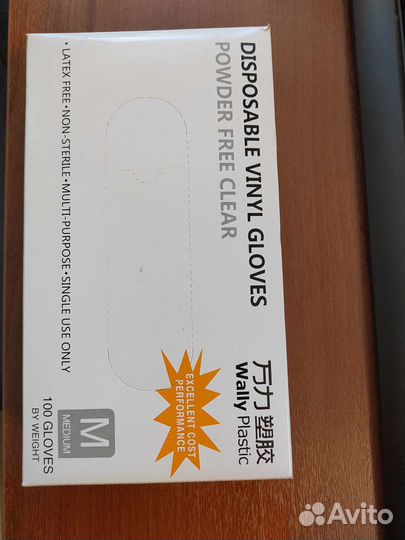 DISPOSABLE VINYL GLOVES
POWDER FREE CLEAR
万力塑胶
Wally Plastic
EXCELLENT COST
PERFORMANCE
• LATEX FREE • NON-STERILE • MULTI-PURPOSE • SINGLE USE ONLY
M
MEDIUM
100 GLOVES
BY WEIGHT
Avito